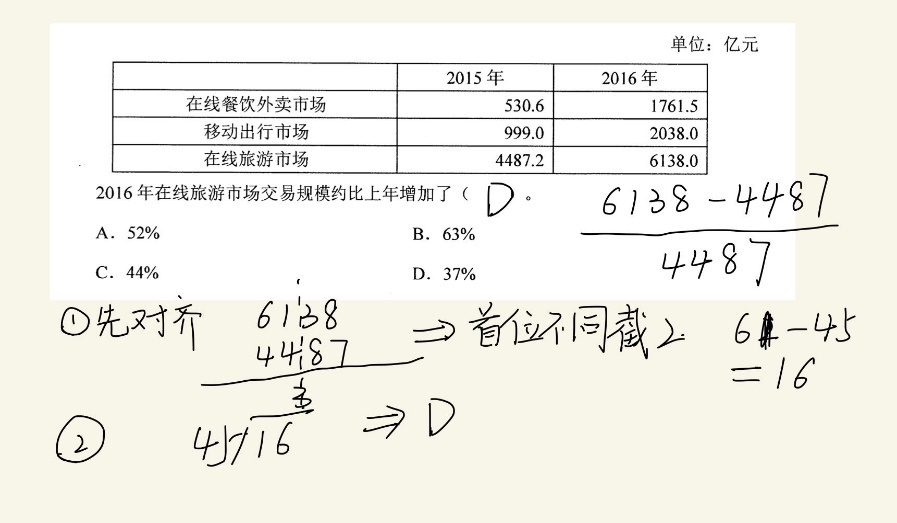 单位：亿元
2015 年 2016 年
在线餐饮外卖市场 530.6 1761.5
移动出行市场 999.0 2038.0
在线旅游市场 4487.2 6138.0
2016 年在线旅游市场交易规模约比上年增加了（ D 。
6138-4487
4487
A．52% B．63%
C．44% D．37%
①先对齐 6138 ⇒ 首位不同截2. 61-45
4487 =16
3
② 45 16 ⇒ D